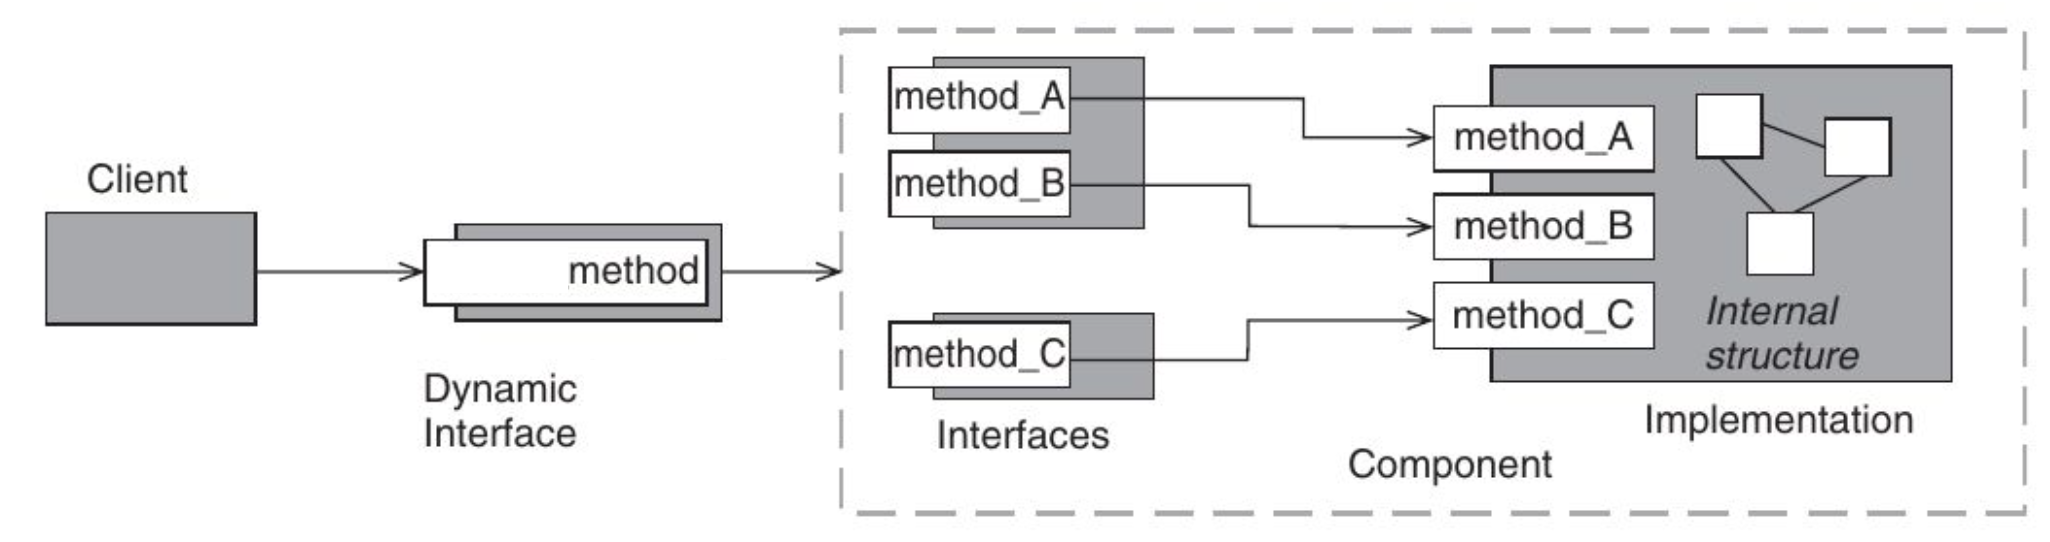 Client
method
Dynamic
Interface
method_A
method_B
method_C
Interfaces
method_A
method_B
method_C
Internal
structure
Implementation
Component